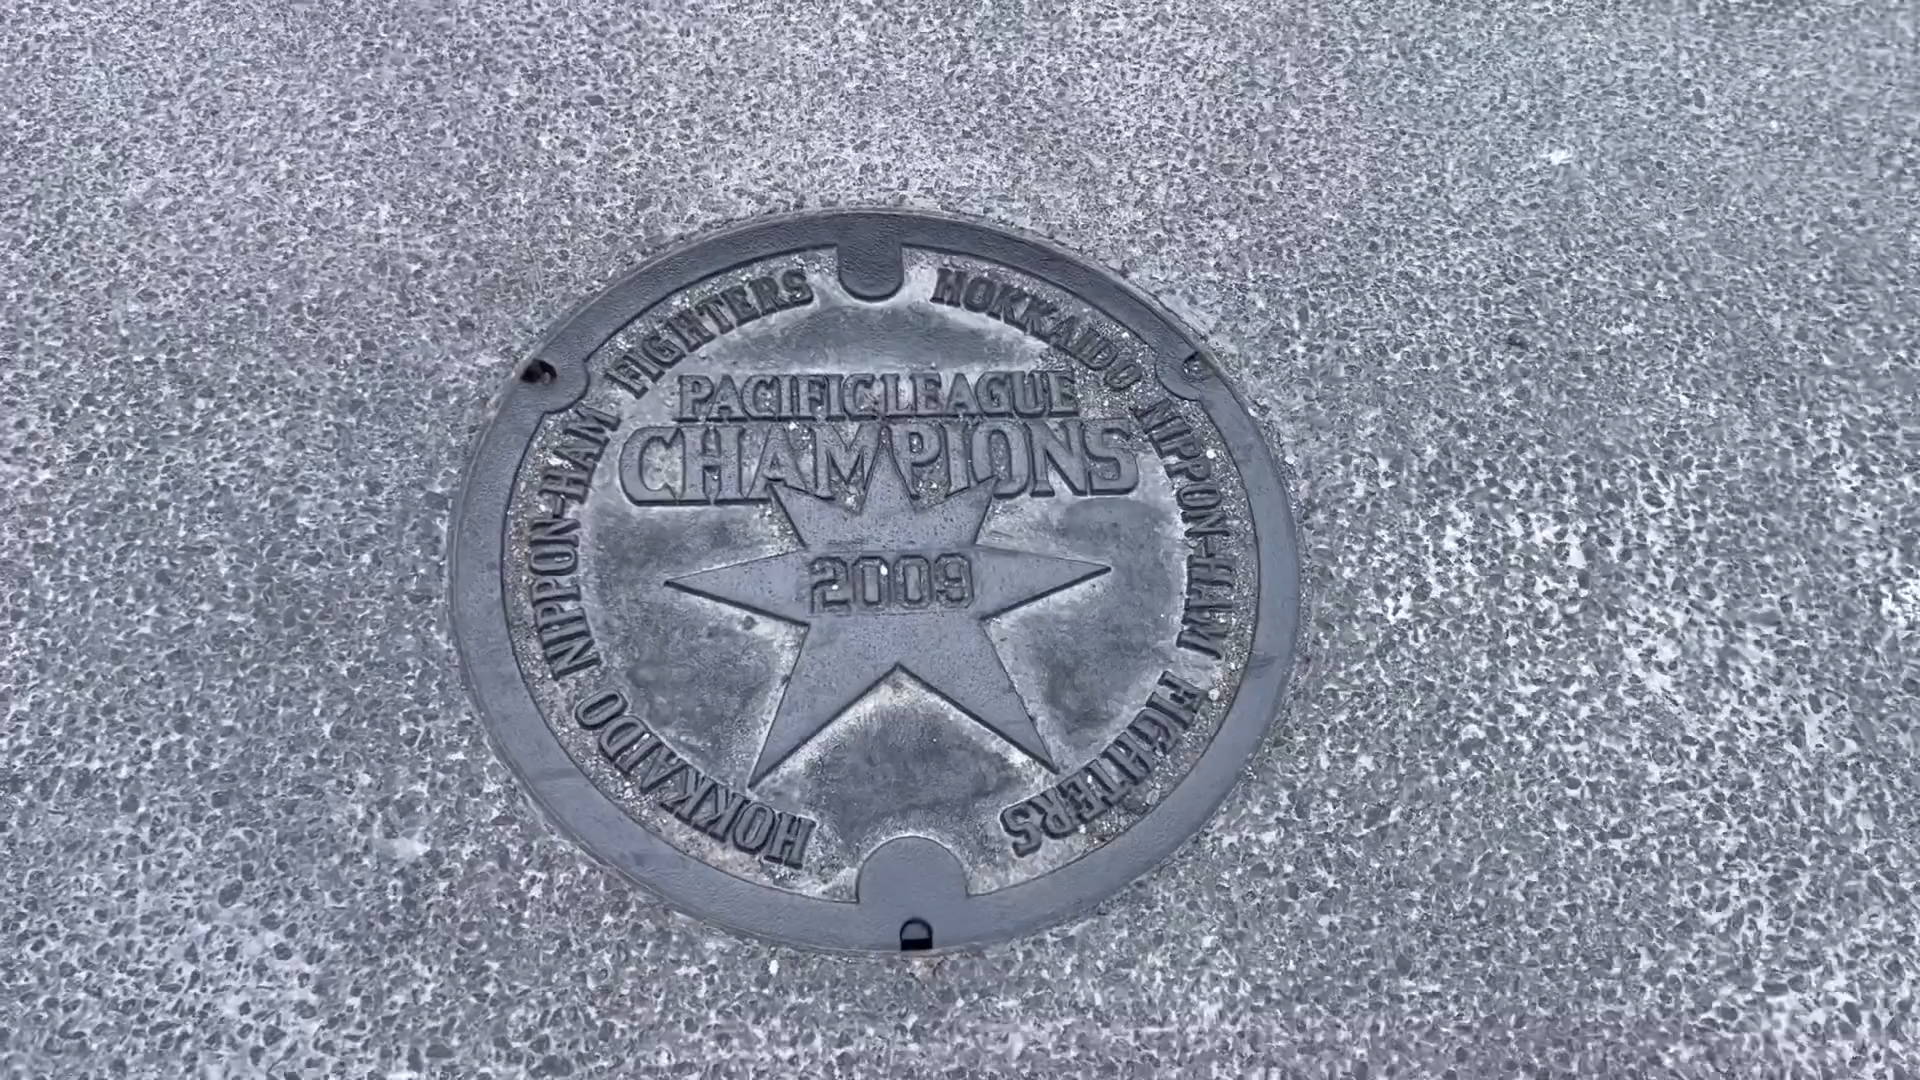 PACIFIC LEAGUE
CHAMPIONS
2009
HOKKAIDO NIPPON-HAM FIGHTERS
HOKKAIDO NIPPON-HAM FIGHTERS